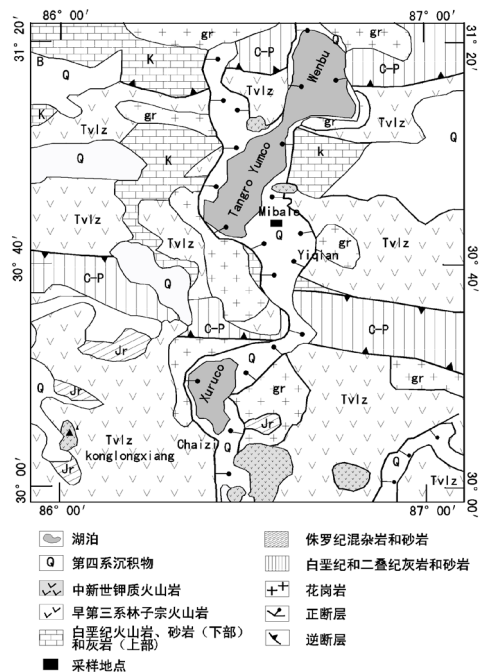 86° 00′ 87° 00′
31° 20′
31° 20′
gr
Q
C-P
gr
B
Q
K
C-P
Wenbu
Tvlz
K
gr
gr
Tvlz
Tvlz
Q
Q
K
k
Tangro Yumco
Mibale
Tvlz
Q
gr
Tvlz
Yiqian
30° 40′
30° 40′
C-P
Q
C-P
C-P
Jr
Q
Xuruco
gr
gr
Q
Jr
Jr
Tvlz
Tvlz
konglongxiang
Chaizi
Q
Jr
Q
Tvlz
30° 00′
30° 00′
86° 00′ 87° 00′
湖泊
Q 第四系沉积物
中新世钾质火山岩
早第三系林子宗火山岩
白垩纪火山岩、砂岩（下部）
和灰岩（上部）
采样地点
侏罗纪混杂岩和砂岩
白垩纪和二叠纪灰岩和砂岩
花岗岩
正断层
逆断层